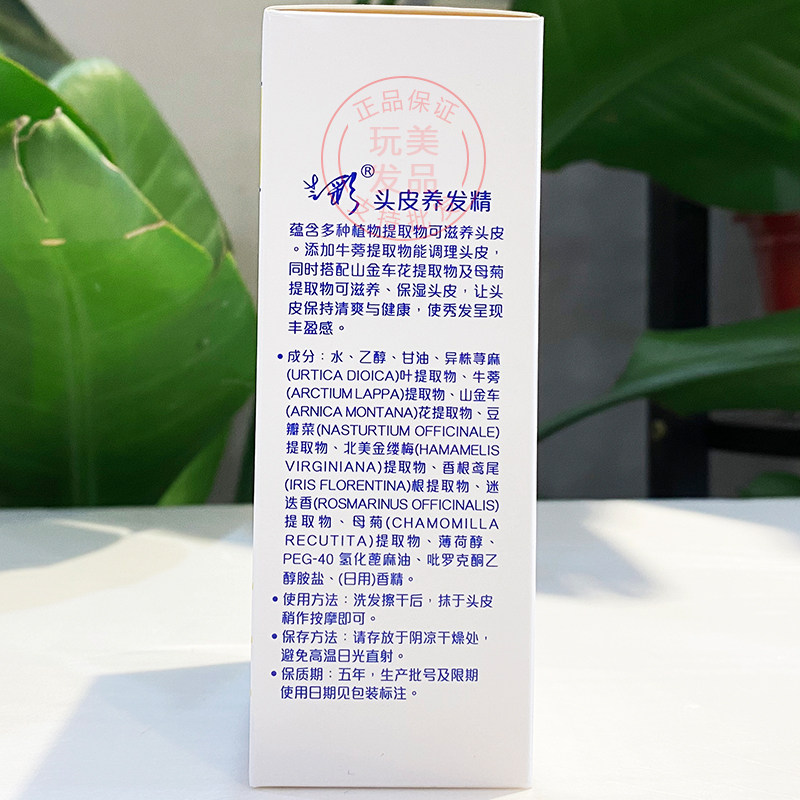 正品保证
玩美
发品
兰彩® 头皮养发精
蕴含多种植物提取物可滋养头皮
。添加牛蒡提取物能调理头皮，
同时搭配山金车花提取物及母菊
提取物可滋养、保湿头皮，让头
皮保持清爽与健康，使秀发呈现
丰盈感。
•成分：水、乙醇、甘油、异株荨麻
(URTICA DIOICA)叶提取物、牛蒡
(ARCTIUM LAPPA)提取物、山金车
(ARNICA MONTANA)花提取物、豆
瓣菜(NASTURTIUM OFFICINALE)
提取物、北美金缕梅(HAMAMELIS
VIRGINIANA)提取物、香根鸢尾
(IRIS FLORENTINA)根提取物、迷
迭香(ROSMARINUS OFFICINALIS)
提取物、母菊(CHAMOMILLA
RECUTITA)提取物、薄荷醇、
PEG-40 氢化蓖麻油、吡罗克酮乙
醇胺盐、(日用)香精。
•使用方法：洗发擦干后，抹于头皮
稍作按摩即可。
•保存方法：请存放于阴凉干燥处，
避免高温日光直射。
•保质期：五年，生产批号及限期
使用日期见包装标注。